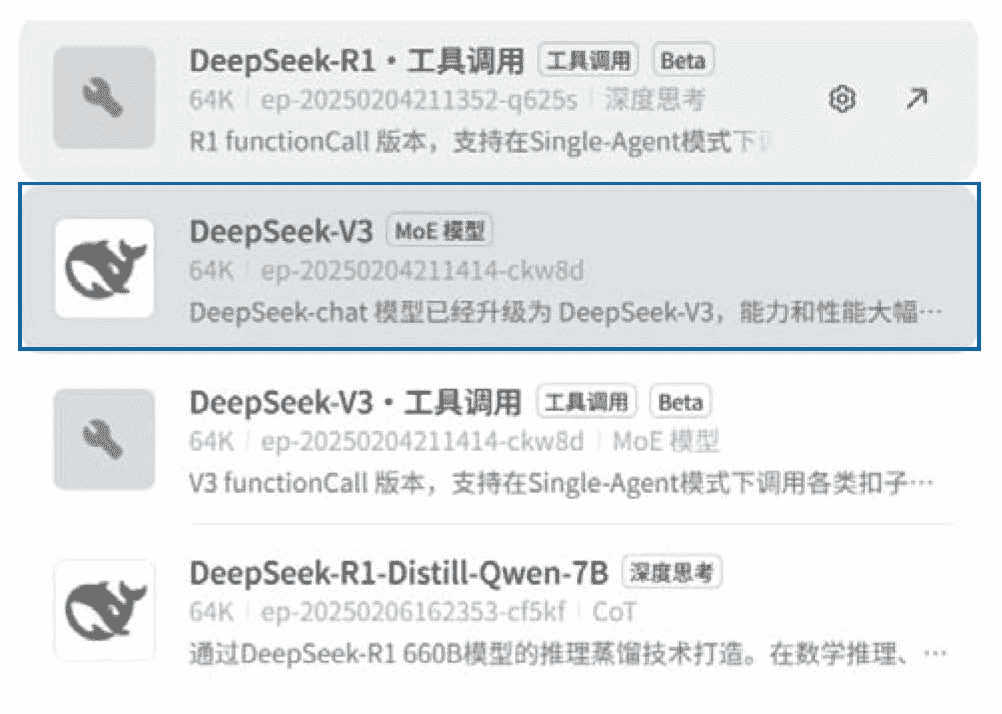 DeepSeek-R1·工具调用 工具调用 Beta
64K ep-20250204211352-q625s 深度思考
R1 functionCall 版本，支持在Single-Agent模式下调
DeepSeek-V3 MoE 模型
64K ep-20250204211414-ckw8d
DeepSeek-chat 模型已经升级为 DeepSeek-V3，能力和性能大幅…
DeepSeek-V3·工具调用 工具调用 Beta
64K ep-20250204211414-ckw8d MoE 模型
V3 functionCall 版本，支持在Single-Agent模式下调用各类扣子…
DeepSeek-R1-Distill-Qwen-7B 深度思考
64K ep-20250206162353-cf5kf CoT
通过DeepSeek-R1 660B模型的推理蒸馏技术打造。在数学推理、…